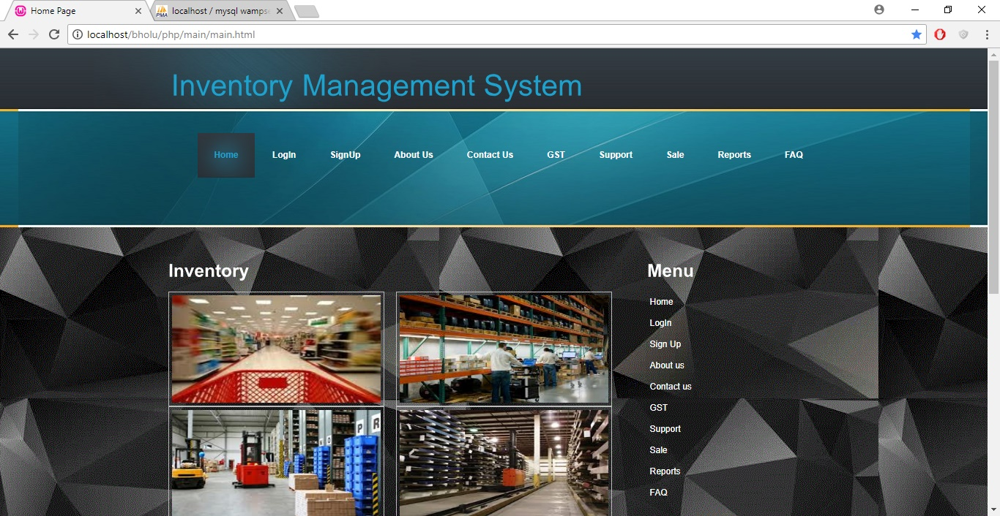 Home Page
localhost / mysql wampse
localhost/bholu/php/main/main.html
Inventory Management System
Home LogIn SignUp About Us Contact Us GST Support Sale Reports FAQ
Inventory
Menu
Home
LogIn
Sign Up
About us
Contact us
GST
Support
Sale
Reports
FAQ
P R